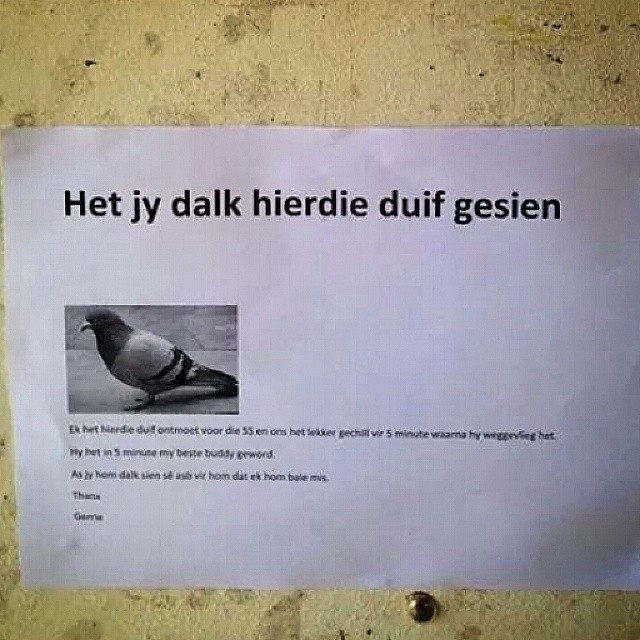 Het jy dalk hierdie duif gesien
Ek het hierdie duif ontmoet voor die SS en ons het lekker gechill vir 5 minute waarna hy weggevlieg het.
Hy het in 5 minute my beste buddy geword.
As jy hom dalk sien sê asb vir hom dat ek hom baie mis.
Thanx
Gerrie